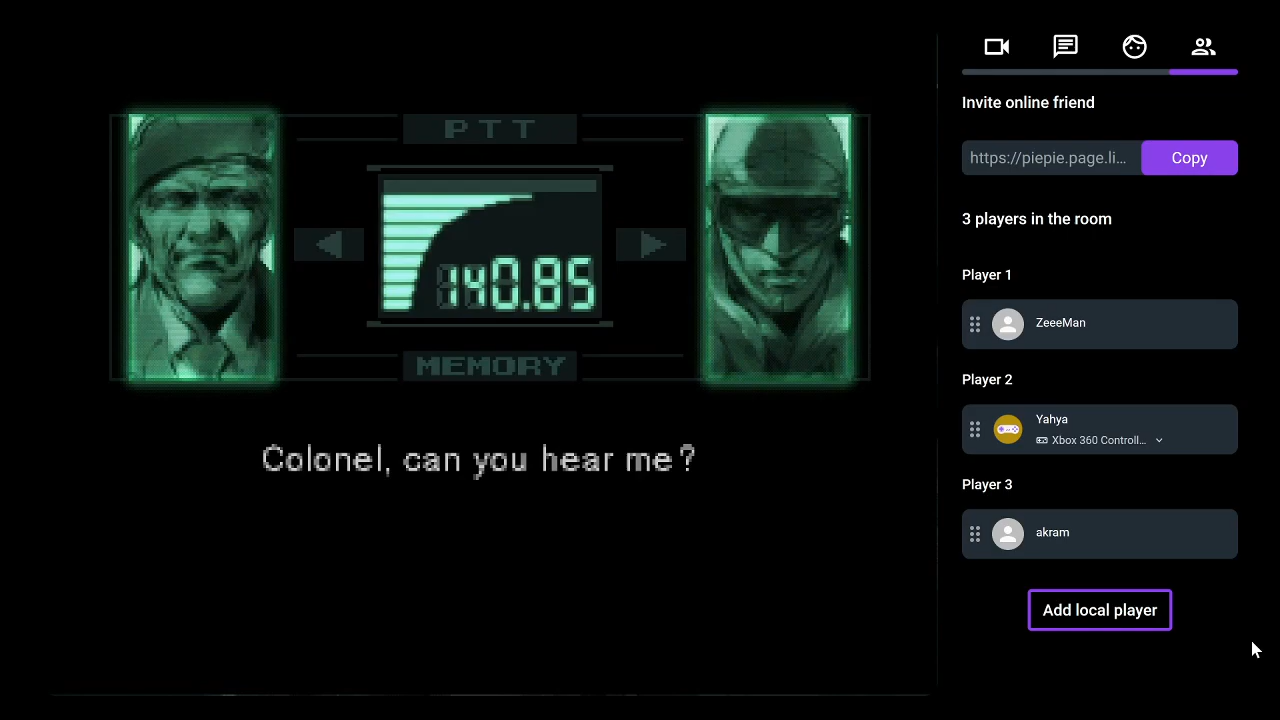 PTT
140.85
MEMORY
Colonel, can you hear me?
Invite online friend
https://piepie.page.li...
Copy
3 players in the room
Player 1
ZeeeMan
Player 2
Yahya
Xbox 360 Controll...
Player 3
akram
Add local player